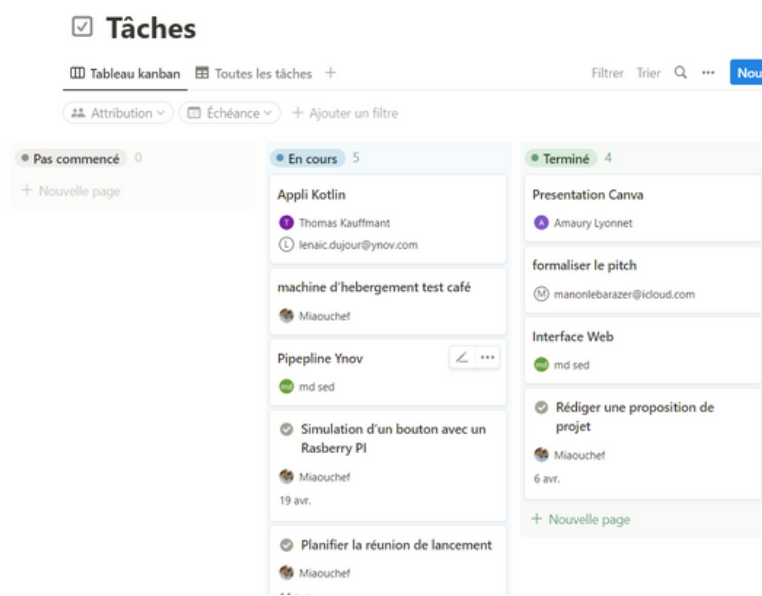 Tâches
Tableau kanban Toutes les tâches +
Filtrer Trier
Attribution Échéance + Ajouter un filtre
Pas commencé 0
+ Nouvelle page
En cours 5
Appli Kotlin
T Thomas Kauffmant
L lenaic.dujour@ynov.com
machine d'hebergement test café
Miaouchef
Pipepline Ynov
md md sed
Simulation d'un bouton avec un
Rasberry PI
Miaouchef
19 avr.
Planifier la réunion de lancement
Miaouchef
Terminé 4
Presentation Canva
A Amaury Lyonnet
formaliser le pitch
M manonlebarazer@icloud.com
Interface Web
md md sed
Rédiger une proposition de
projet
Miaouchef
6 avr.
+ Nouvelle page